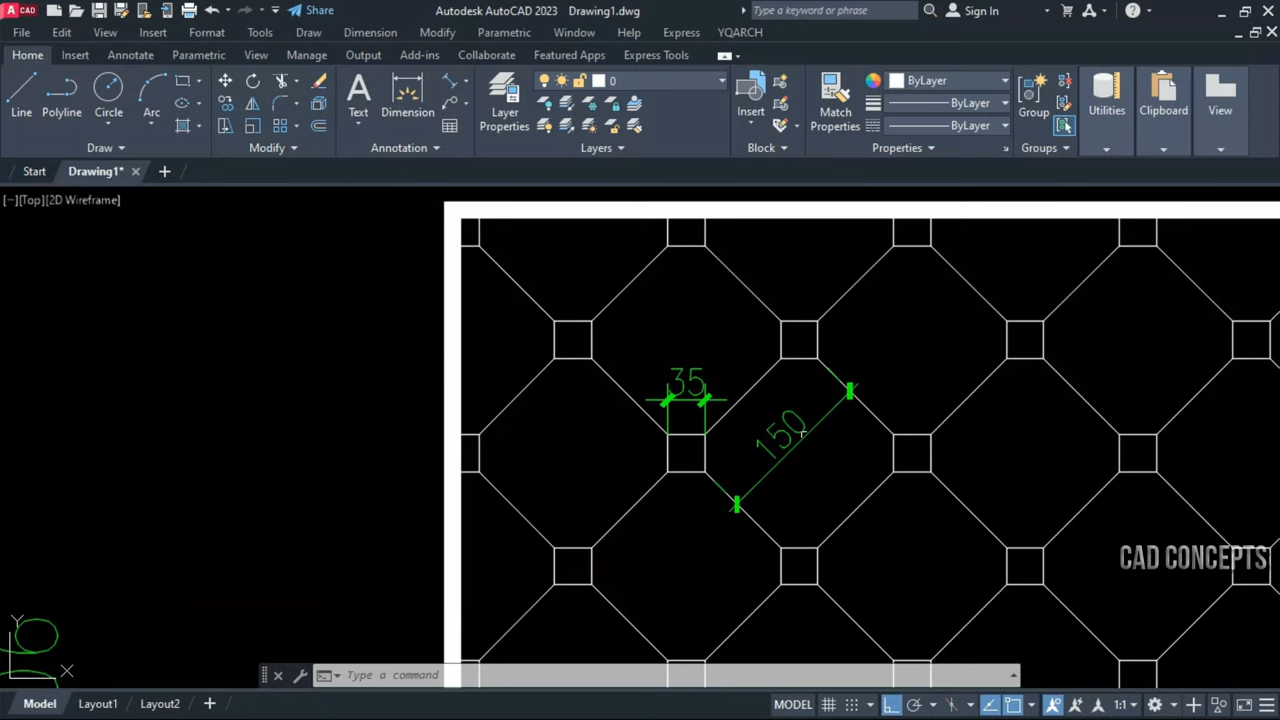 CAD
Share
Autodesk AutoCAD 2023 Drawing1.dwg
Type a keyword or phrase
Sign In
File Edit View Insert Format Tools Draw Dimension Modify Parametric Window Help Express YQARCH
Home Insert Annotate Parametric View Manage Output Add-ins Collaborate Featured Apps Express Tools
Line Polyline Circle Arc
Text Dimension
Layer Properties
0
Insert
Match Properties
ByLayer
ByLayer
ByLayer
Group
Utilities
Clipboard
View
Draw Modify Annotation Layers Block Properties Groups
Start Drawing1*
[−][Top][2D Wireframe]
35
150
CAD CONCEPTS
Y
X
Type a command
Model Layout1 Layout2
MODEL
1:1